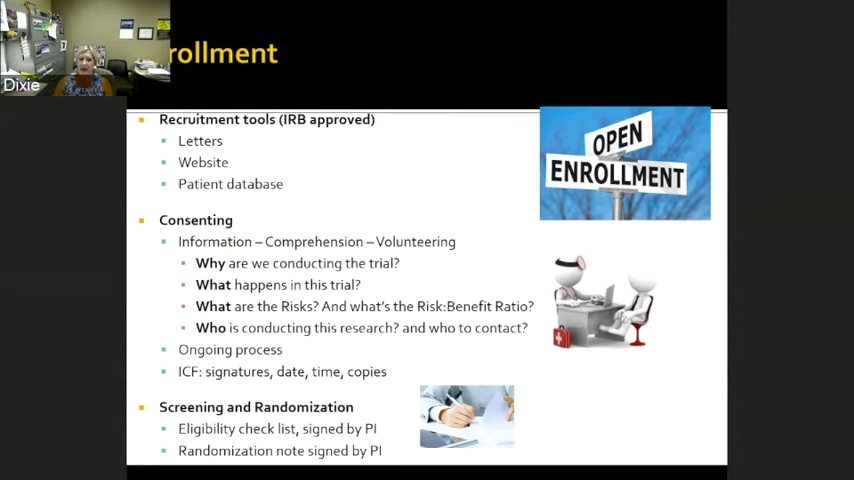 Dixie
rollment
Recruitment tools (IRB approved)
Letters
Website
Patient database
Consenting
Information – Comprehension – Volunteering
Why are we conducting the trial?
What happens in this trial?
What are the Risks? And what's the Risk:Benefit Ratio?
Who is conducting this research? and who to contact?
Ongoing process
ICF: signatures, date, time, copies
Screening and Randomization
Eligibility check list, signed by PI
Randomization note signed by PI
OPEN
ENROLLMENT